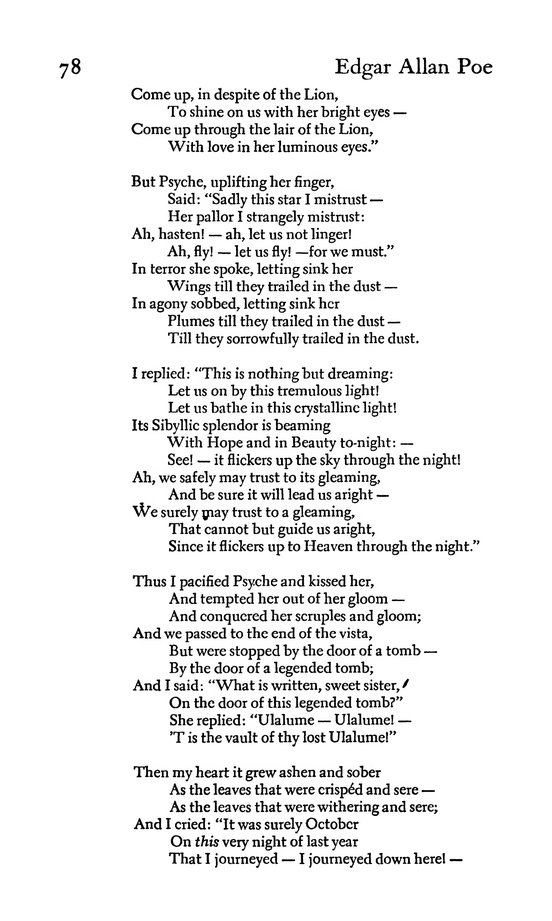 78
Edgar Allan Poe
Come up, in despite of the Lion,
To shine on us with her bright eyes —
Come up through the lair of the Lion,
With love in her luminous eyes.”
But Psyche, uplifting her finger,
Said: “Sadly this star I mistrust —
Her pallor I strangely mistrust:
Ah, hasten! — ah, let us not linger!
Ah, fly! — let us fly! —for we must.”
In terror she spoke, letting sink her
Wings till they trailed in the dust —
In agony sobbed, letting sink her
Plumes till they trailed in the dust —
Till they sorrowfully trailed in the dust.
I replied: “This is nothing but dreaming:
Let us on by this tremulous light!
Let us bathe in this crystalline light!
Its Sibyllic splendor is beaming
With Hope and in Beauty to-night: —
See! — it flickers up the sky through the night!
Ah, we safely may trust to its gleaming,
And be sure it will lead us aright —
We surely may trust to a gleaming,
That cannot but guide us aright,
Since it flickers up to Heaven through the night.”
Thus I pacified Psyche and kissed her,
And tempted her out of her gloom —
And conquered her scruples and gloom;
And we passed to the end of the vista,
But were stopped by the door of a tomb —
By the door of a legended tomb;
And I said: “What is written, sweet sister,
On the door of this legended tomb?”
She replied: “Ulalume — Ulalume! —
’T is the vault of thy lost Ulalume!”
Then my heart it grew ashen and sober
As the leaves that were crispéd and sere —
As the leaves that were withering and sere;
And I cried: “It was surely October
On this very night of last year
That I journeyed — I journeyed down here! —